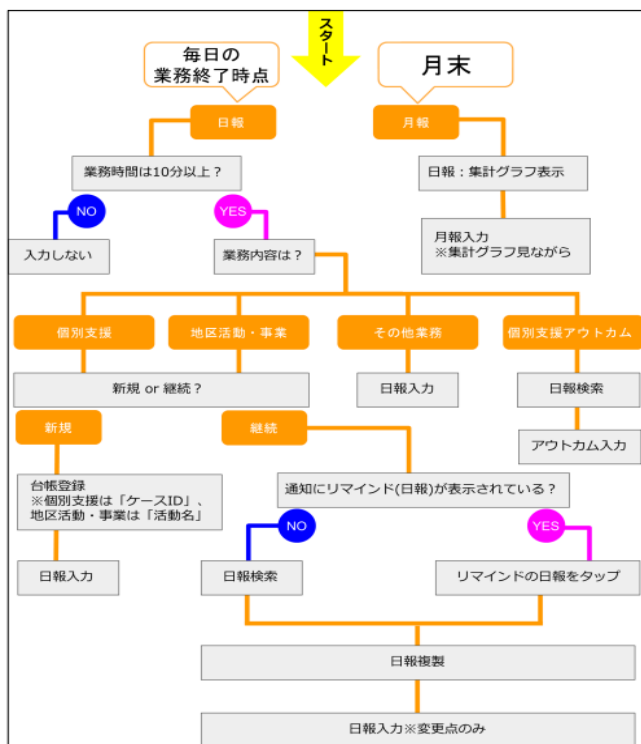 スタート
毎日の
業務終了時点
月末
日報
月報
業務時間は10分以上？
日報：集計グラフ表示
NO
YES
月報入力
※集計グラフ見ながら
入力しない
業務内容は？
個別支援
地区活動・事業
その他業務
個別支援アウトカム
新規 or 継続？
日報入力
日報検索
新規
継続
アウトカム入力
台帳登録
※個別支援は「ケースID」、
地区活動・事業は「活動名」
通知にリマインド(日報)が表示されている？
NO
YES
日報入力
日報検索
リマインドの日報をタップ
日報複製
日報入力※変更点のみ